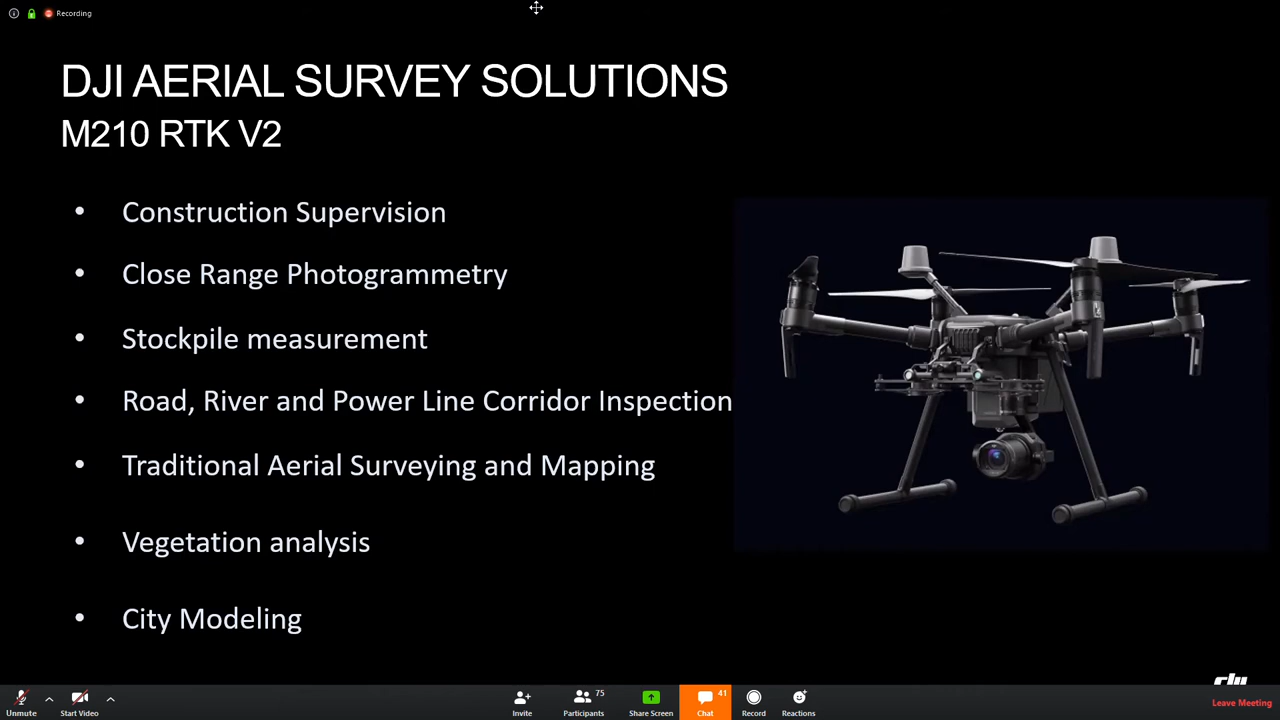 Recording
DJI AERIAL SURVEY SOLUTIONS
M210 RTK V2
• Construction Supervision
• Close Range Photogrammetry
• Stockpile measurement
• Road, River and Power Line Corridor Inspection
• Traditional Aerial Surveying and Mapping
• Vegetation analysis
• City Modeling
dji
Unmute
Start Video
Invite
75
Participants
Share Screen
41
Chat
Record
Reactions
Leave Meeting